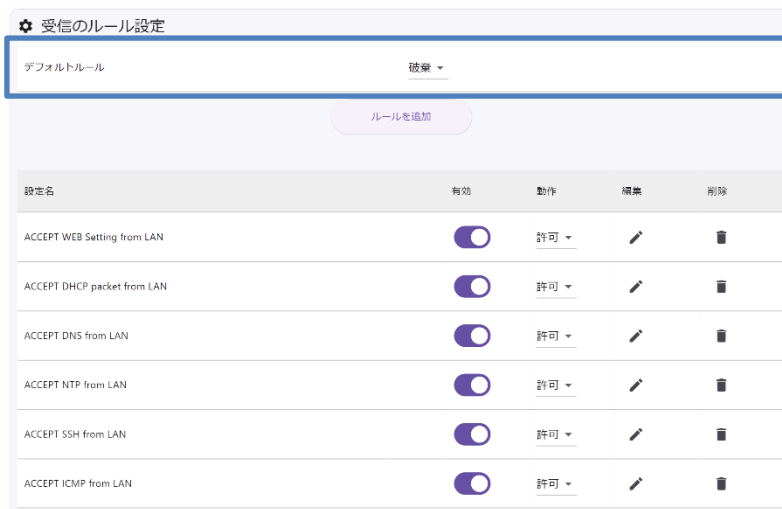 受信のルール設定
デフォルトルール 破棄
ルールを追加
設定名 有効 動作 編集 削除
ACCEPT WEB Setting from LAN 許可
ACCEPT DHCP packet from LAN 許可
ACCEPT DNS from LAN 許可
ACCEPT NTP from LAN 許可
ACCEPT SSH from LAN 許可
ACCEPT ICMP from LAN 許可